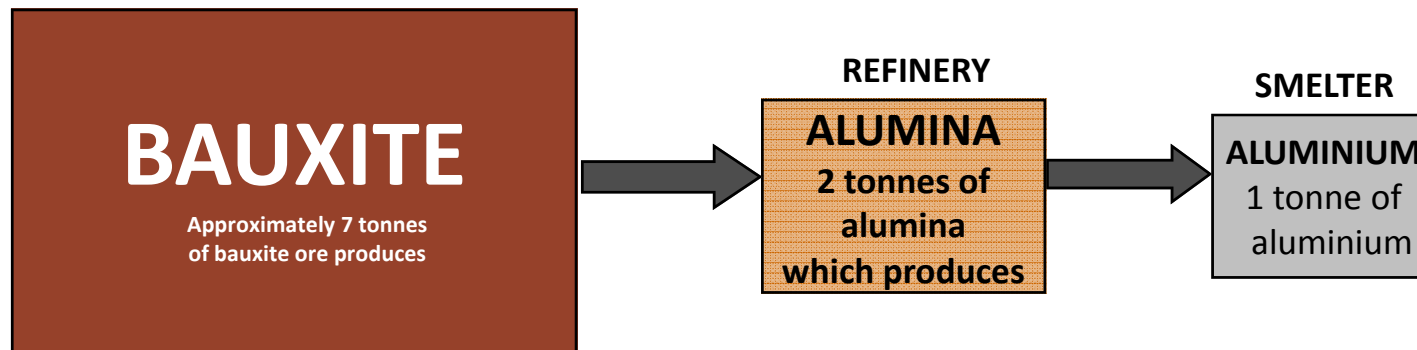 BAUXITE
Approximately 7 tonnes
of bauxite ore produces
REFINERY
ALUMINA
2 tonnes of
alumina
which produces
SMELTER
ALUMINIUM
1 tonne of
aluminium